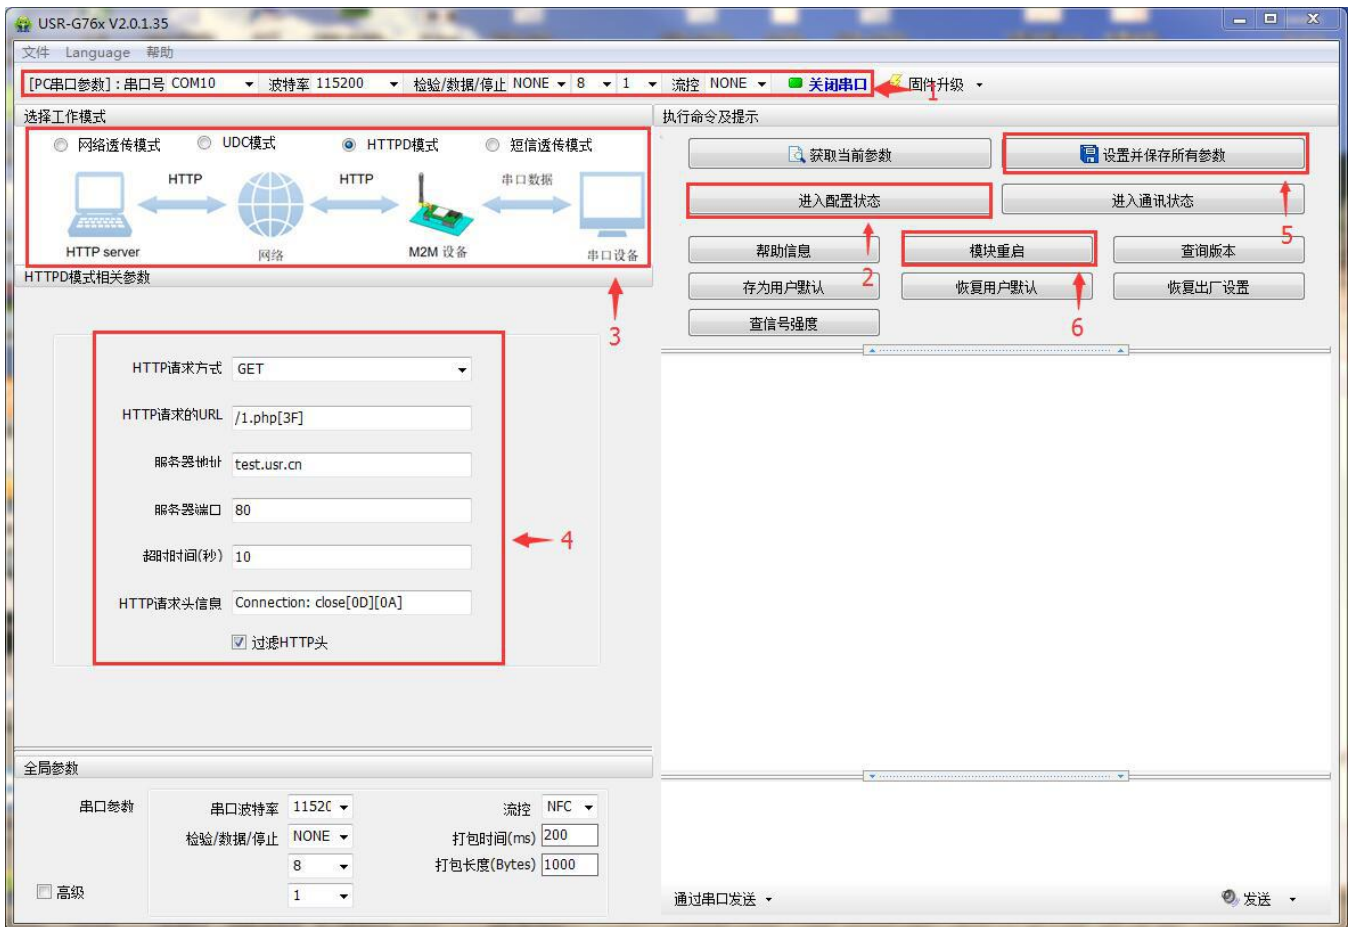 USR-G76x V2.0.1.35
文件 Language 帮助
[PC串口参数]：串口号 COM10 波特率 115200 检验/数据/停止 NONE 8 1 流控 NONE 关闭串口 固件升级
1
选择工作模式
执行命令及提示
网络透传模式 UDC模式 HTTPD模式 短信透传模式
获取当前参数 设置并保存所有参数
HTTP HTTP 串口数据
进入配置状态 进入通讯状态
5
HTTP server 网络 M2M 设备 串口设备
帮助信息 模块重启 查询版本
2
HTTPD模式相关参数
存为用户默认 恢复用户默认 恢复出厂设置
3
查信号强度
6
HTTP请求方式 GET
HTTP请求的URL /1.php[3F]
服务器地址 test.usr.cn
服务器端口 80
4
超时时间(秒) 10
HTTP请求头信息 Connection: close[0D][0A]
过滤HTTP头
全局参数
串口参数 串口波特率 1152 流控 NFC
检验/数据/停止 NONE 打包时间(ms) 200
8 打包长度(Bytes) 1000
高级 1
通过串口发送 发送